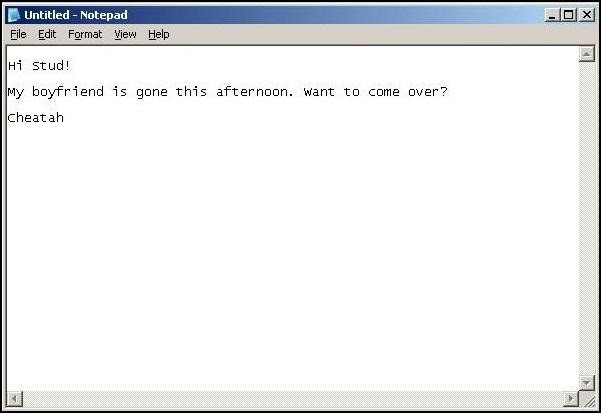 Untitled - Notepad
File Edit Format View Help
Hi Stud!
My boyfriend is gone this afternoon. Want to come over?
Cheatah